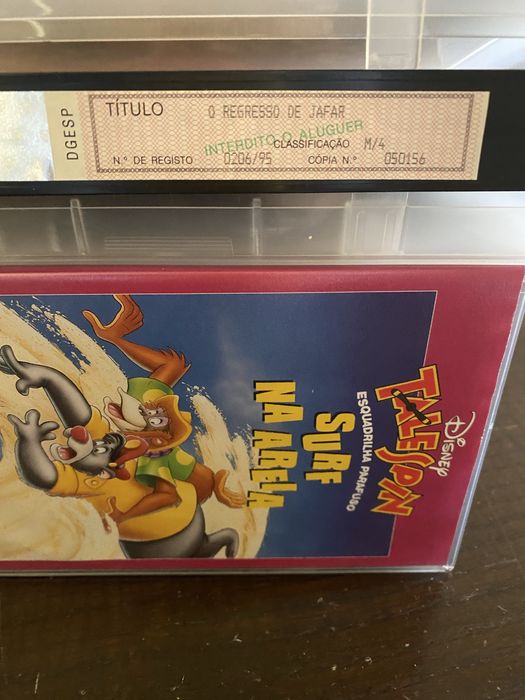 DGESP
TÍTULO O REGRESSO DE JAFAR
INTERDITO O ALUGUER
CLASSIFICAÇÃO M/4
N.º DE REGISTO 0206/95 CÓPIA N.º 050156
DISNEY
TALESPIN
ESQUADRILHA PARAFUSO
SURF
NA AREIA